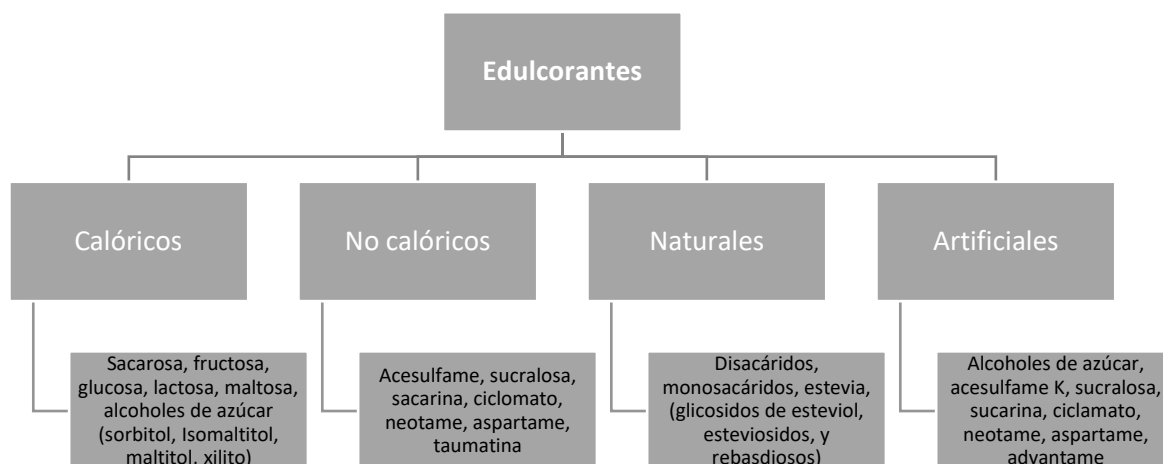 Edulcorantes
Calóricos
No calóricos
Naturales
Artificiales
Sacarosa, fructosa,
glucosa, lactosa, maltosa,
alcoholes de azúcar
(sorbitol, Isomaltitol,
maltitol, xilito)
Acesulfame, sucralosa,
sacarina, ciclomato,
neotame, aspartame,
taumatina
Disacáridos,
monosacáridos, estevia,
(glicosidos de esteviol,
esteviosidos, y
rebasdiosos)
Alcoholes de azúcar,
acesulfame K, sucralosa,
sucarina, ciclamato,
neotame, aspartame,
advantame